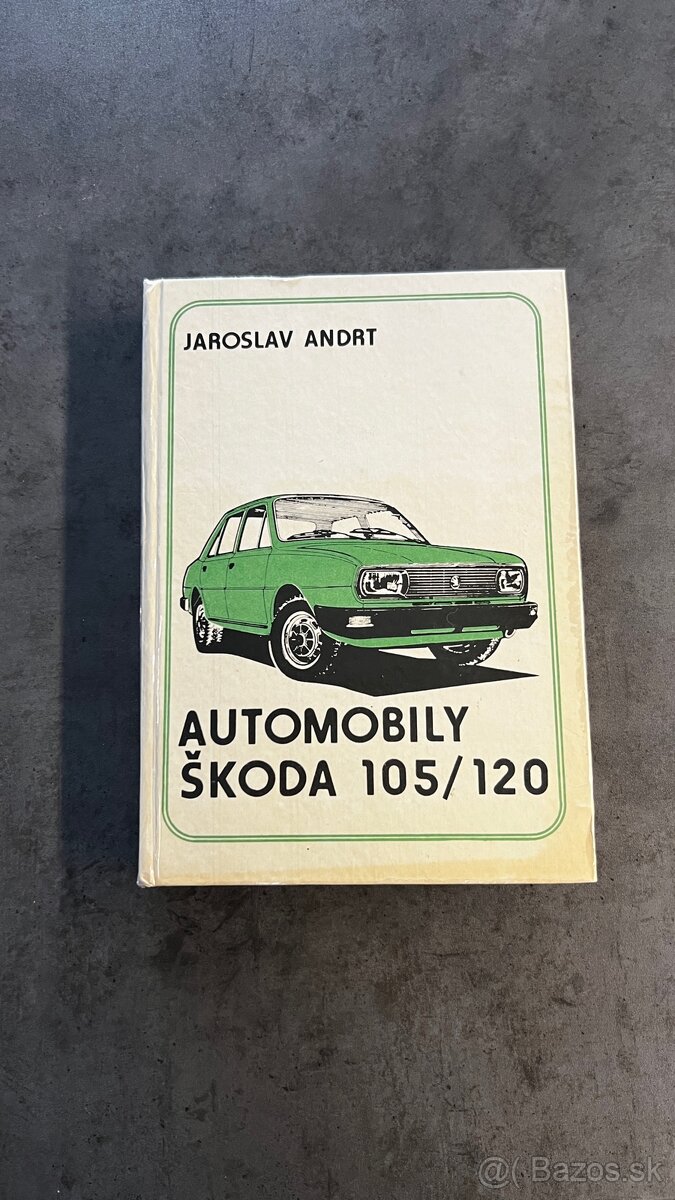 JAROSLAV ANDRT
AUTOMOBILY
ŠKODA 105/120
@( Bazos.sk